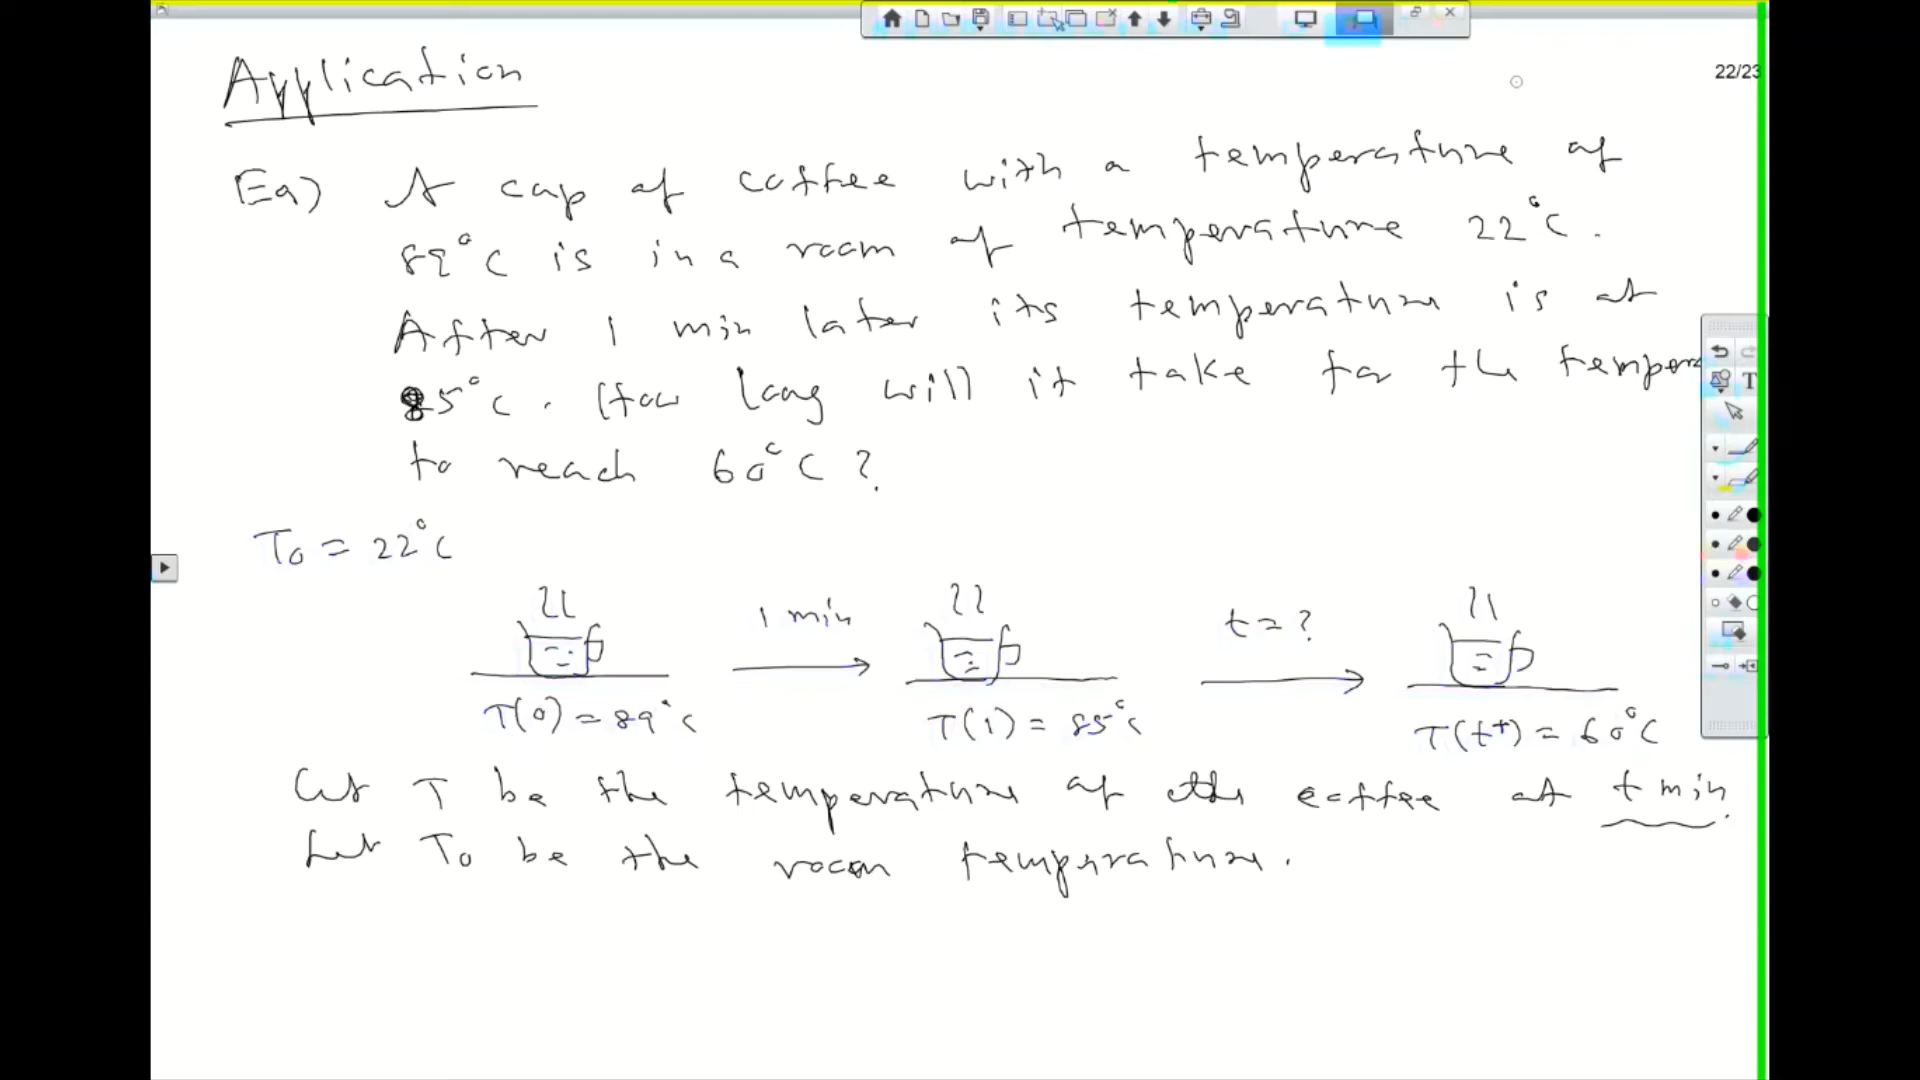 22/23
Application
Ea) A cup of coffee with a temperature of
89°C is in a room of temperature 22°C.
After 1 min later its temperature is at
85°C. How long will it take for the tempera
to reach 60°C ?
T
T₀ = 22°C
1 min
t = ?
T(0) = 89°C
T(1) = 85°C
T(t*) = 60°C
Let T be the temperature of the coffee at t min.
Let T₀ be the room temperature.